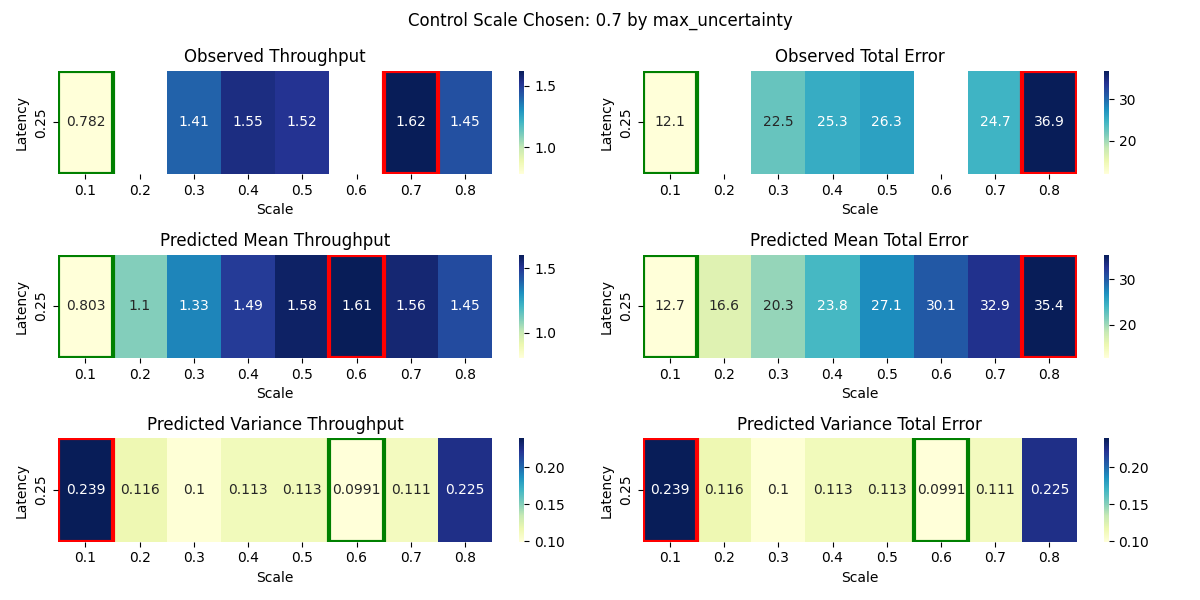 Control Scale Chosen: 0.7 by max_uncertainty
Observed Throughput
Latency
0.25
0.782 1.41 1.55 1.52 1.62 1.45
0.1 0.2 0.3 0.4 0.5 0.6 0.7 0.8
Scale
1.5
1.0
Observed Total Error
Latency
0.25
12.1 22.5 25.3 26.3 24.7 36.9
0.1 0.2 0.3 0.4 0.5 0.6 0.7 0.8
Scale
30
20
Predicted Mean Throughput
Latency
0.25
0.803 1.1 1.33 1.49 1.58 1.61 1.56 1.45
0.1 0.2 0.3 0.4 0.5 0.6 0.7 0.8
Scale
1.5
1.0
Predicted Mean Total Error
Latency
0.25
12.7 16.6 20.3 23.8 27.1 30.1 32.9 35.4
0.1 0.2 0.3 0.4 0.5 0.6 0.7 0.8
Scale
30
20
Predicted Variance Throughput
Latency
0.25
0.239 0.116 0.1 0.113 0.113 0.0991 0.111 0.225
0.1 0.2 0.3 0.4 0.5 0.6 0.7 0.8
Scale
0.20
0.15
0.10
Predicted Variance Total Error
Latency
0.25
0.239 0.116 0.1 0.113 0.113 0.0991 0.111 0.225
0.1 0.2 0.3 0.4 0.5 0.6 0.7 0.8
Scale
0.20
0.15
0.10